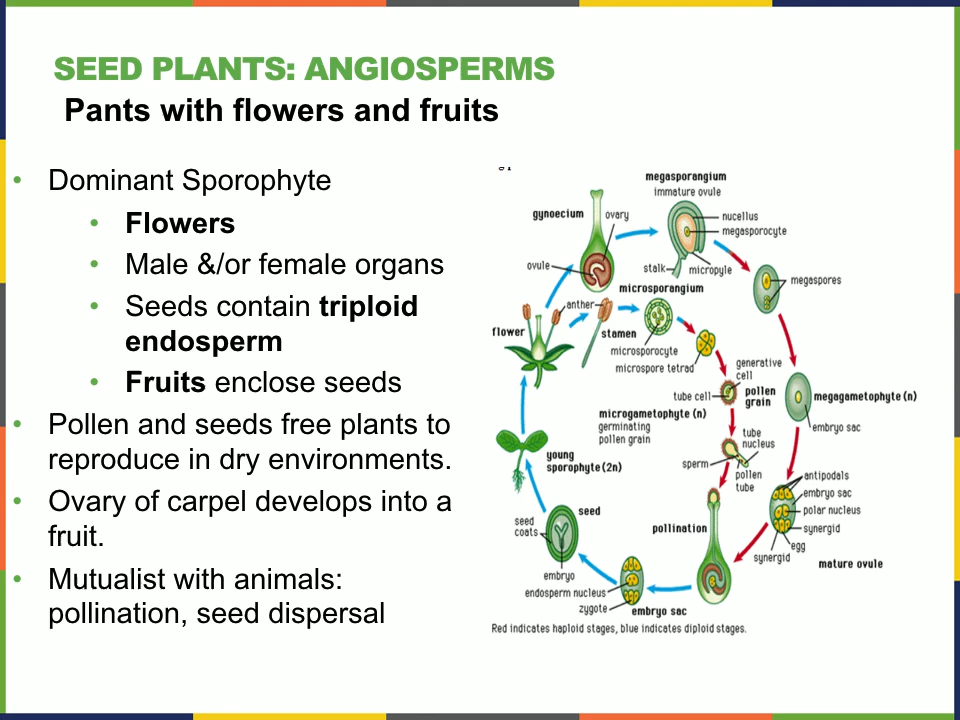 SEED PLANTS: ANGIOSPERMS
Pants with flowers and fruits
• Dominant Sporophyte
• Flowers
• Male &/or female organs
• Seeds contain triploid
endosperm
• Fruits enclose seeds
• Pollen and seeds free plants to
reproduce in dry environments.
• Ovary of carpel develops into a
fruit.
• Mutualist with animals:
pollination, seed dispersal
megasporangium
immature ovule
gynoecium
ovary
nucellus
megasporocyte
ovule
stalk
micropyle
megaspores
microsporangium
anther
flower
stamen
microsporocyte
microspore tetrad
generative
cell
tube cell
pollen
grain
megagametophyte (n)
microgametophyte (n)
germinating
pollen grain
embryo sac
tube
nucleus
young
sporophyte (2n)
sperm
pollen
tube
antipodals
embryo sac
polar nucleus
synergid
egg
synergid
mature ovule
seed
seed
coats
pollination
embryo
endosperm nucleus
zygote
embryo sac
Red indicates haploid stages, blue indicates diploid stages.